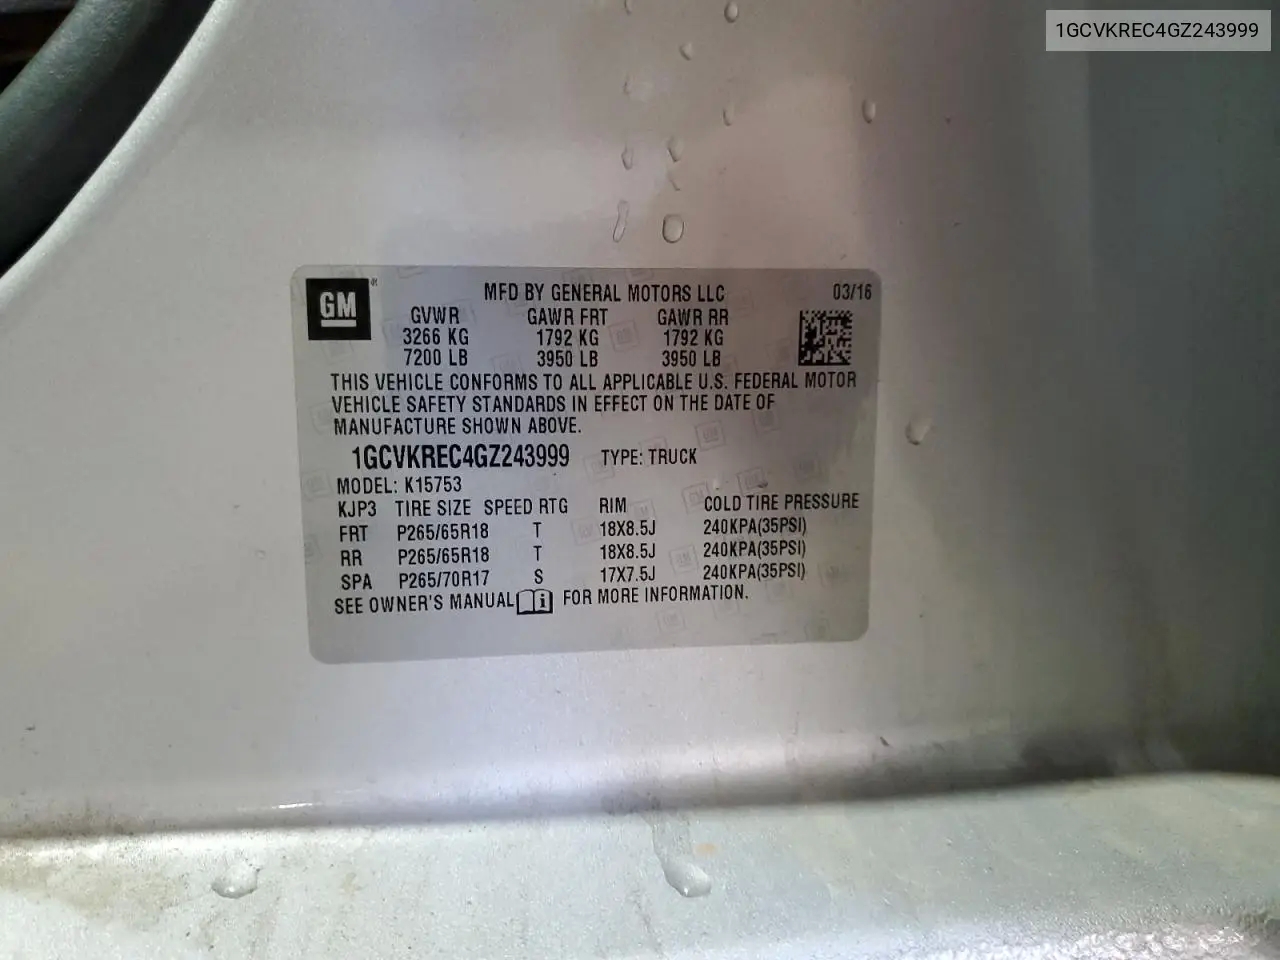 1GCVKREC4GZ243999
GM ®
MFD BY GENERAL MOTORS LLC 03/16
GVWR GAWR FRT GAWR RR
3266 KG 1792 KG 1792 KG
7200 LB 3950 LB 3950 LB
THIS VEHICLE CONFORMS TO ALL APPLICABLE U.S. FEDERAL MOTOR
VEHICLE SAFETY STANDARDS IN EFFECT ON THE DATE OF
MANUFACTURE SHOWN ABOVE.
1GCVKREC4GZ243999 TYPE: TRUCK
MODEL: K15753
KJP3 TIRE SIZE SPEED RTG RIM COLD TIRE PRESSURE
FRT P265/65R18 T 18X8.5J 240KPA(35PSI)
RR P265/65R18 T 18X8.5J 240KPA(35PSI)
SPA P265/70R17 S 17X7.5J 240KPA(35PSI)
SEE OWNER'S MANUAL i FOR MORE INFORMATION.